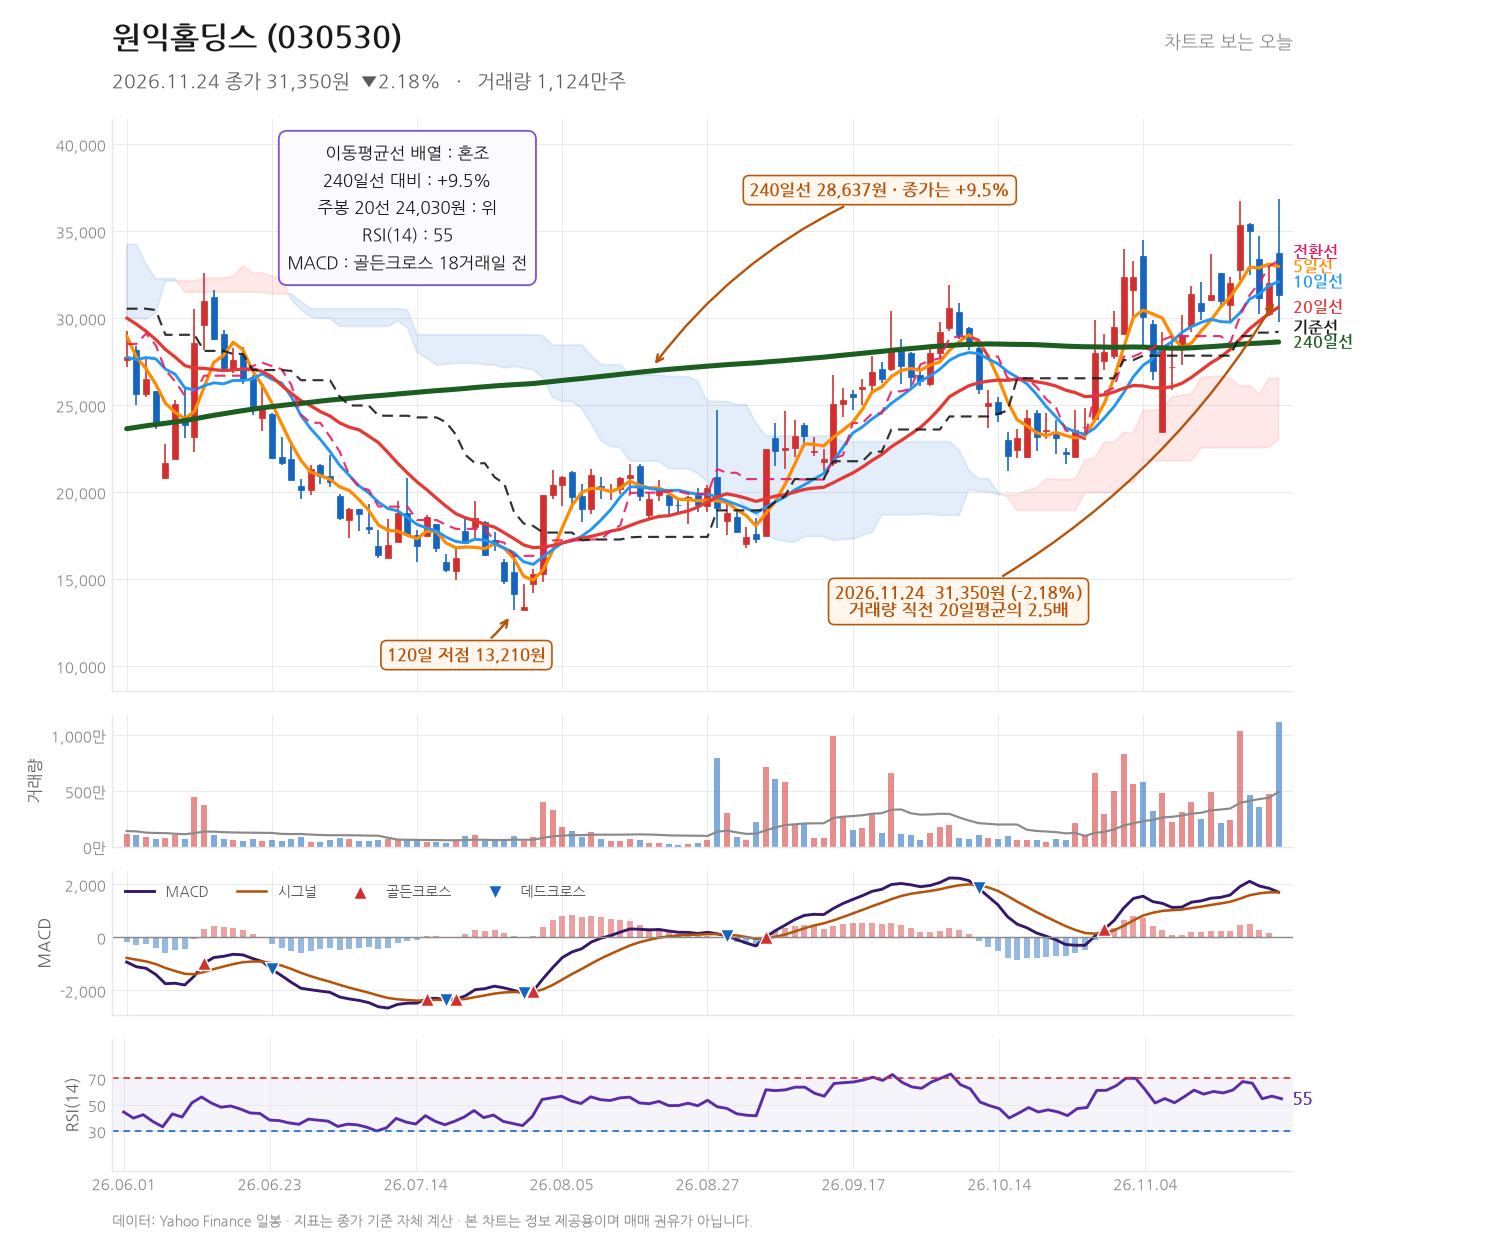 원익홀딩스 (030530)
차트로 보는 오늘
2026.11.24 종가 31,350원 ▼2.18% · 거래량 1,124만주
40,000
35,000
30,000
25,000
20,000
15,000
10,000
이동평균선 배열 : 혼조
240일선 대비 : +9.5%
주봉 20선 24,030원 : 위
RSI(14) : 55
MACD : 골든크로스 18거래일 전
240일선 28,637원 · 종가는 +9.5%
전환선
5일선
10일선
20일선
기준선
240일선
2026.11.24 31,350원 (-2.18%)
거래량 직전 20일평균의 2.5배
120일 저점 13,210원
거래량
1,000만
500만
0만
MACD
2,000
0
-2,000
MACD
시그널
골든크로스
데드크로스
RSI(14)
70
50
30
55
26.06.01
26.06.23
26.07.14
26.08.05
26.08.27
26.09.17
26.10.14
26.11.04
데이터: Yahoo Finance 일봉 · 지표는 종가 기준 자체 계산 · 본 차트는 정보 제공용이며 매매 권유가 아닙니다.